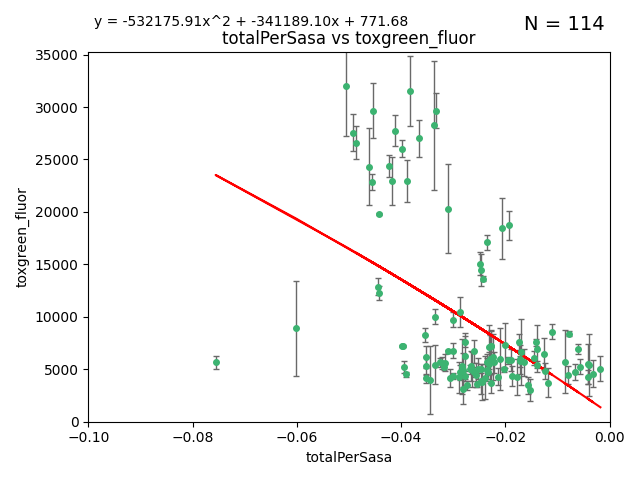 y = -532175.91x^2 + -341189.10x + 771.68
N = 114
totalPerSasa vs toxgreen_fluor
35000
30000
25000
20000
15000
10000
5000
0
toxgreen_fluor
−0.10
−0.08
−0.06
−0.04
−0.02
0.00
totalPerSasa